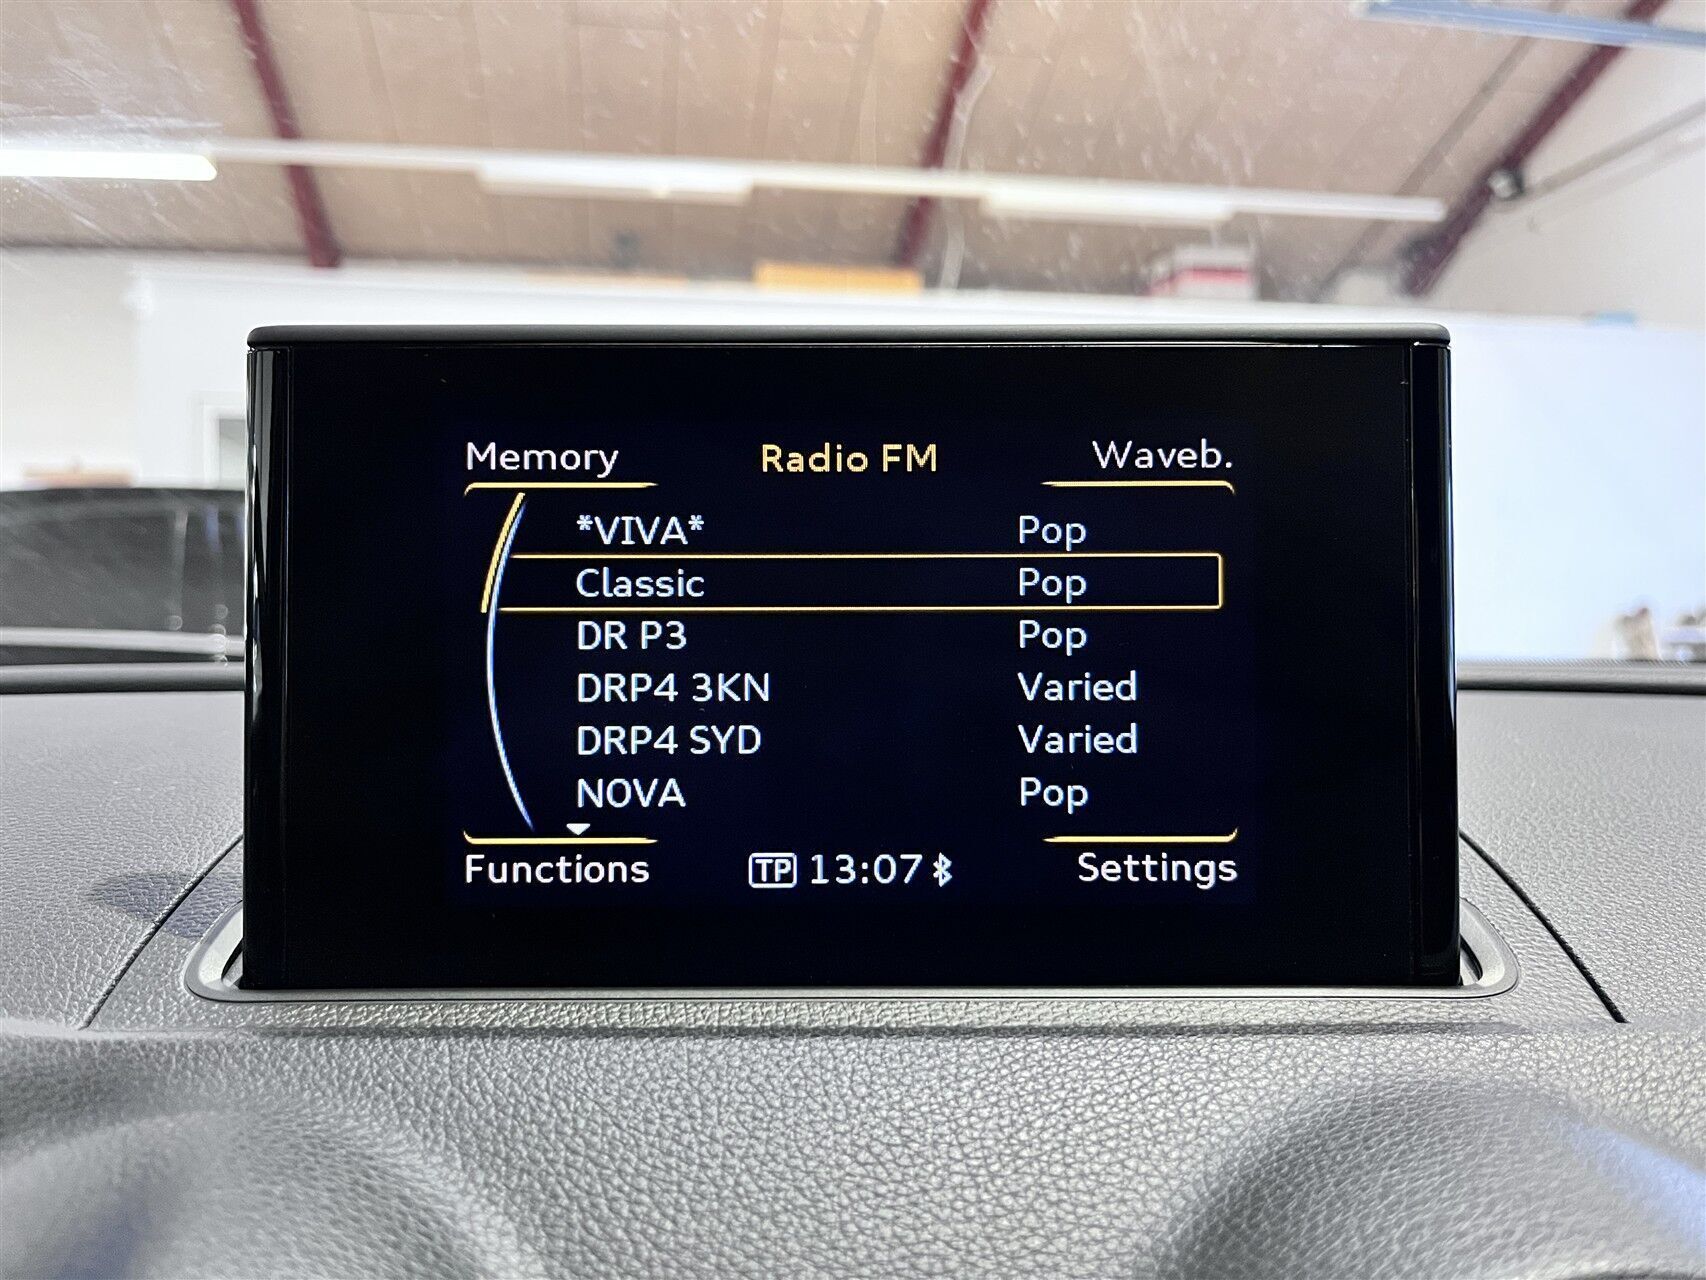 Memory Radio FM Waveb.
*VIVA* Pop
Classic Pop
DR P3 Pop
DRP4 3KN Varied
DRP4 SYD Varied
NOVA Pop
Functions TP 13:07 Settings